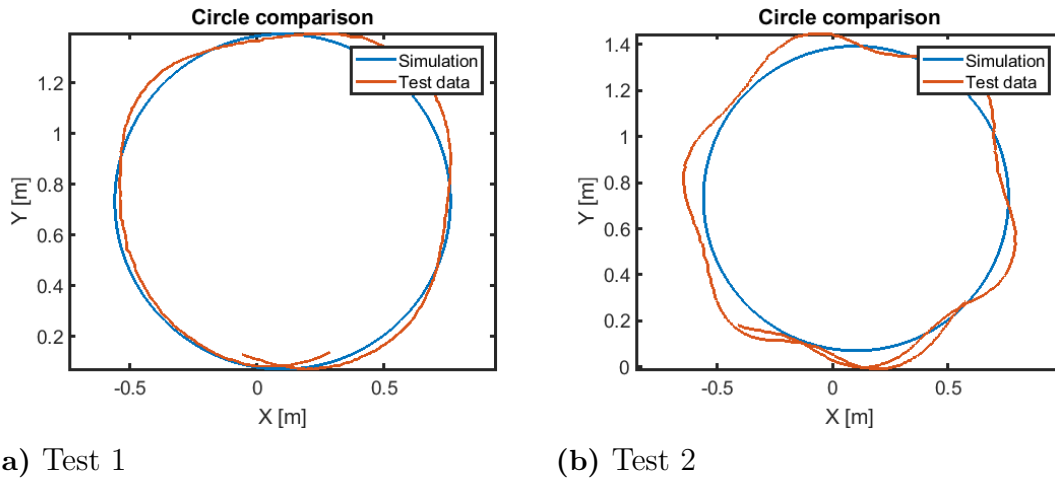 Circle comparison
Simulation
Test data
1.2
1
0.8
0.6
0.4
0.2
Y [m]
-0.5
0
0.5
X [m]
a) Test 1
Circle comparison
Simulation
Test data
1.4
1.2
1
0.8
0.6
0.4
0.2
0
Y [m]
-0.5
0
0.5
X [m]
(b) Test 2